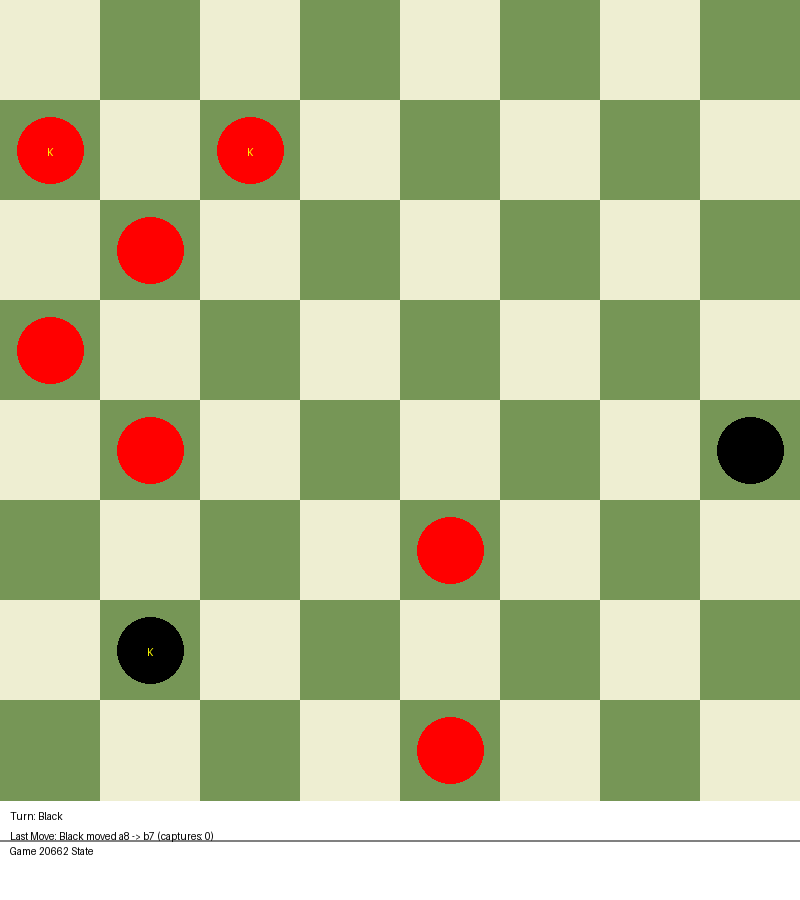 K
K
K
Turn: Black
Last Move: Black moved a8 -> b7 (captures: 0)
Game 20662 State